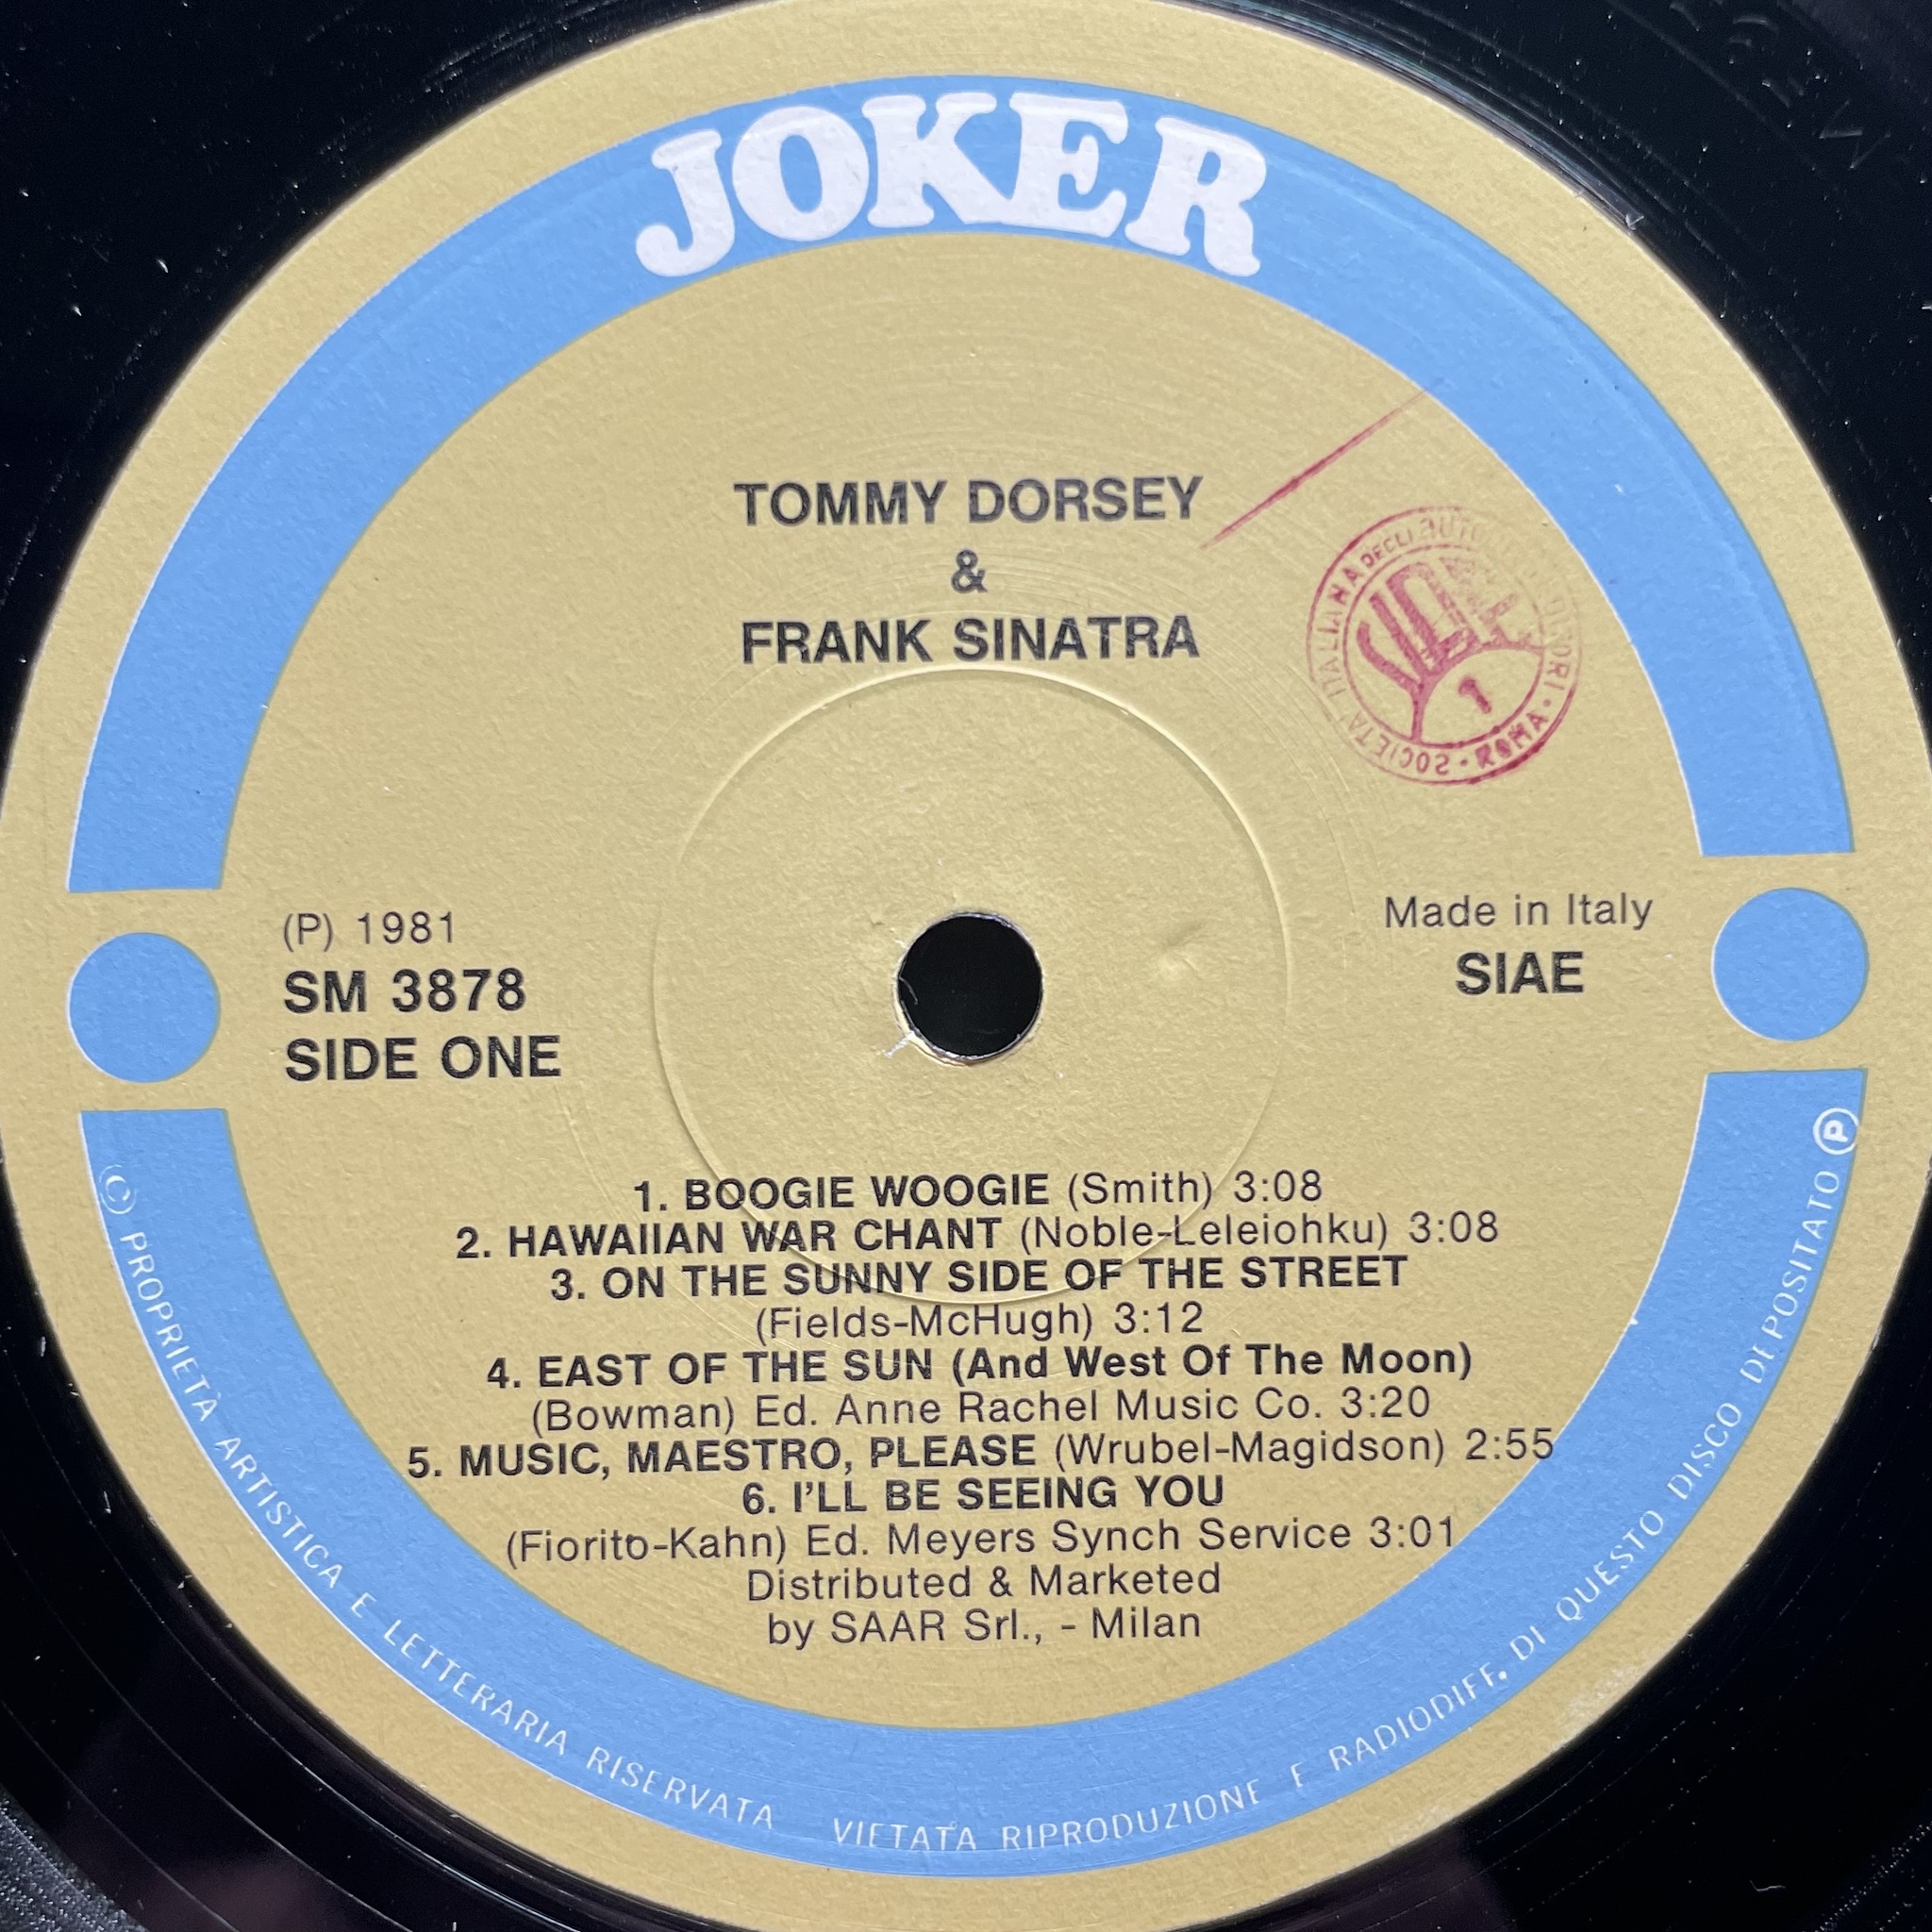 JOKER
TOMMY DORSEY
&
FRANK SINATRA
SOCIETA' ITALIANA DEGLI AUTORI ED EDITORI · ROMA ·
SIAE
1
(P) 1981
SM 3878
SIDE ONE
Made in Italy
SIAE
1. BOOGIE WOOGIE (Smith) 3:08
2. HAWAIIAN WAR CHANT (Noble-Leleiohku) 3:08
3. ON THE SUNNY SIDE OF THE STREET
(Fields-McHugh) 3:12
4. EAST OF THE SUN (And West Of The Moon)
(Bowman) Ed. Anne Rachel Music Co. 3:20
5. MUSIC, MAESTRO, PLEASE (Wrubel-Magidson) 2:55
6. I'LL BE SEEING YOU
(Fiorito-Kahn) Ed. Meyers Synch Service 3:01
Distributed & Marketed
by SAAR Srl., - Milan
© PROPRIETÀ ARTISTICA E LETTERARIA RISERVATA VIETATA RIPRODUZIONE E RADIODIFF. DI QUESTO DISCO DEPOSITATO ℗